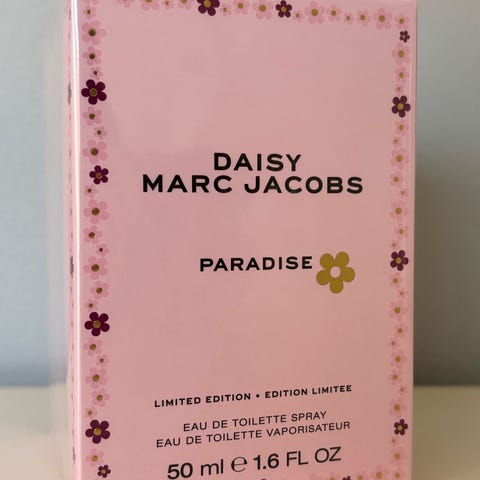 DAISY
MARC JACOBS
PARADISE
LIMITED EDITION • EDITION LIMITEE
EAU DE TOILETTE SPRAY
EAU DE TOILETTE VAPORISATEUR
50 ml ℮ 1.6 FL OZ